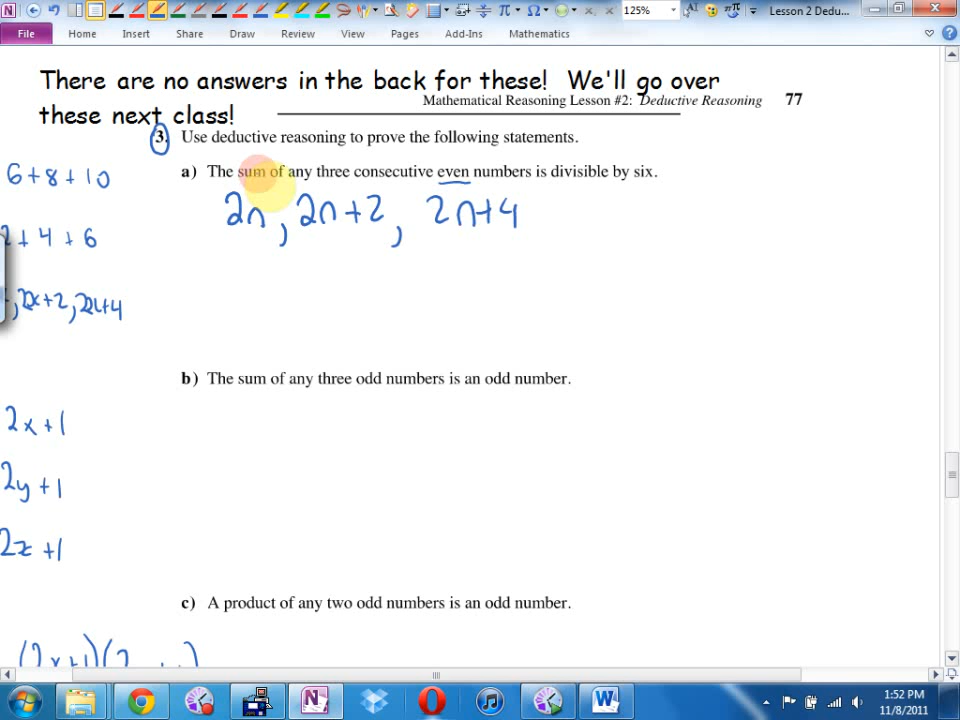 125%
Lesson 2 Dedu...
File Home Insert Share Draw Review View Pages Add-Ins Mathematics
There are no answers in the back for these! We'll go over
these next class!
Mathematical Reasoning Lesson #2: Deductive Reasoning 77
3. Use deductive reasoning to prove the following statements.
a) The sum of any three consecutive even numbers is divisible by six.
6+8+10
2n, 2n+2, 2n+4
2+4+6
,2x+2,2x+4
b) The sum of any three odd numbers is an odd number.
2x+1
2y+1
2z+1
c) A product of any two odd numbers is an odd number.
(2x+1)(2
1:52 PM
11/8/2011